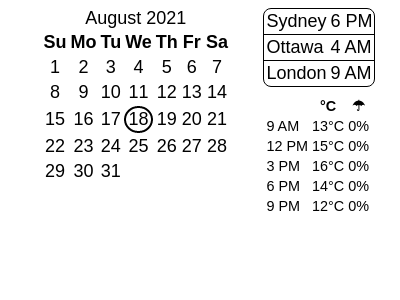 August 2021
Su Mo Tu We Th Fr Sa
1 2 3 4 5 6 7
8 9 10 11 12 13 14
15 16 17 18 19 20 21
22 23 24 25 26 27 28
29 30 31
Sydney 6 PM
Ottawa 4 AM
London 9 AM
°C ☂
9 AM 13°C 0%
12 PM 15°C 0%
3 PM 16°C 0%
6 PM 14°C 0%
9 PM 12°C 0%